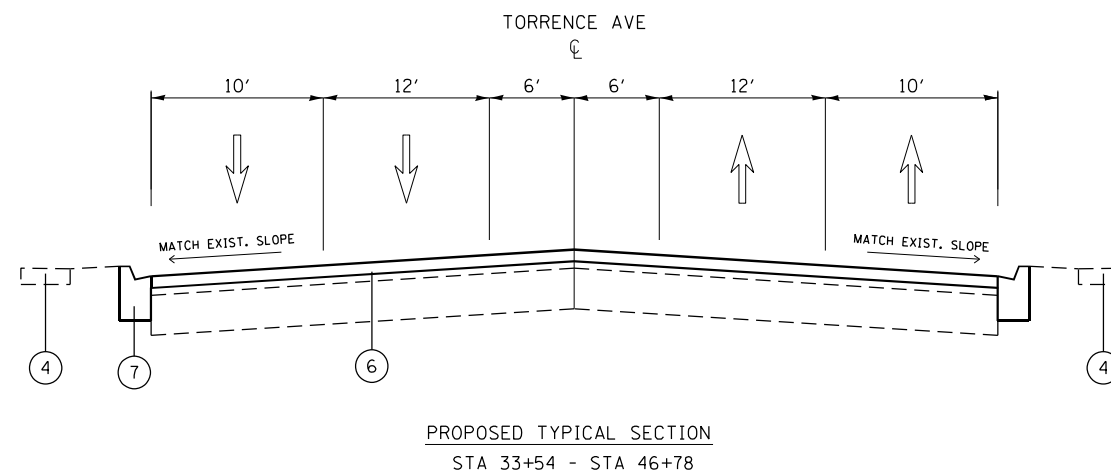 TORRENCE AVE
℄
10' 12' 6' 6' 12' 10'
MATCH EXIST. SLOPE MATCH EXIST. SLOPE
4 7 6 4
PROPOSED TYPICAL SECTION
STA 33+54 - STA 46+78